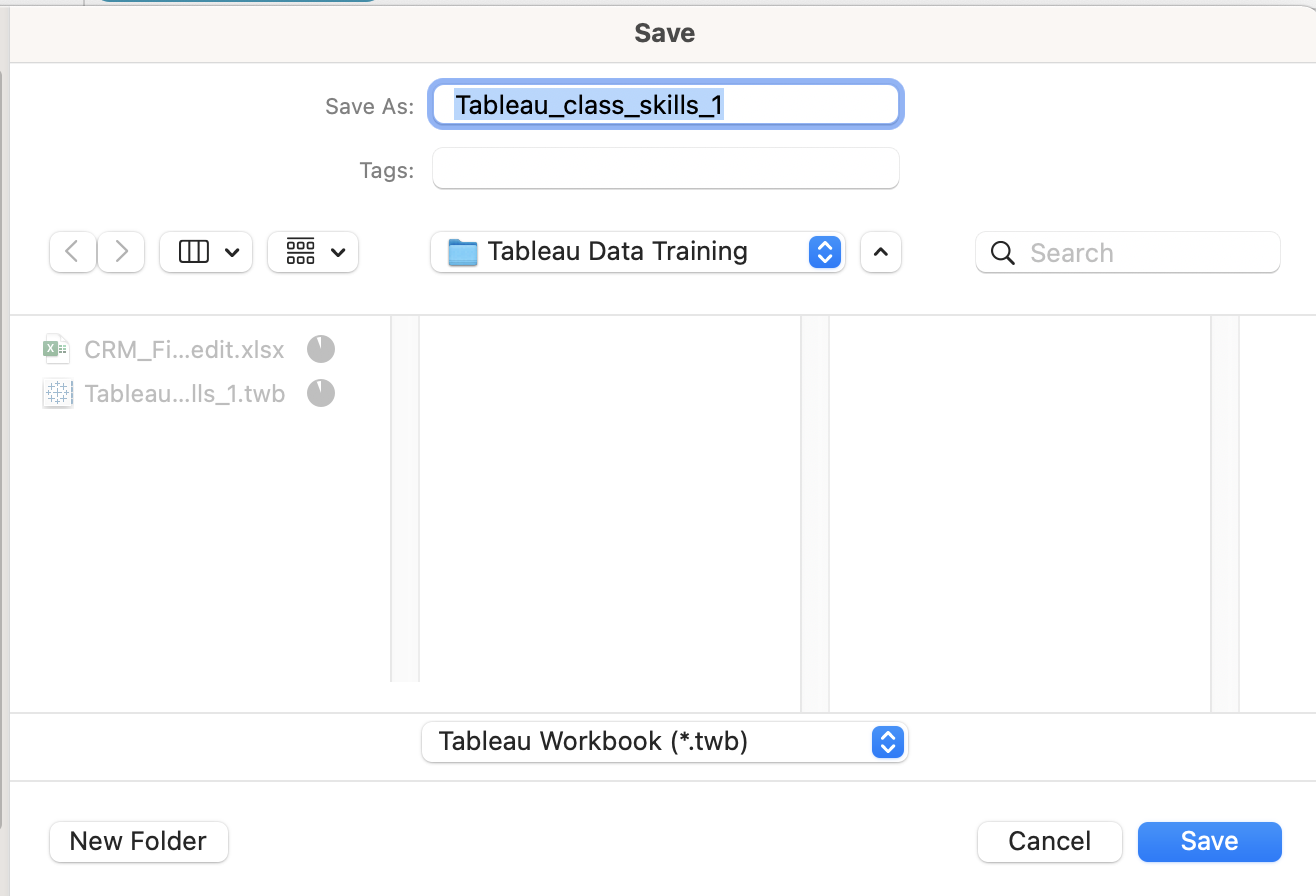 Save
Save As: Tableau_class_skills_1
Tags:
Tableau Data Training
Search
CRM_Fi...edit.xlsx
Tableau...lls_1.twb
Tableau Workbook (*.twb)
New Folder
Cancel
Save